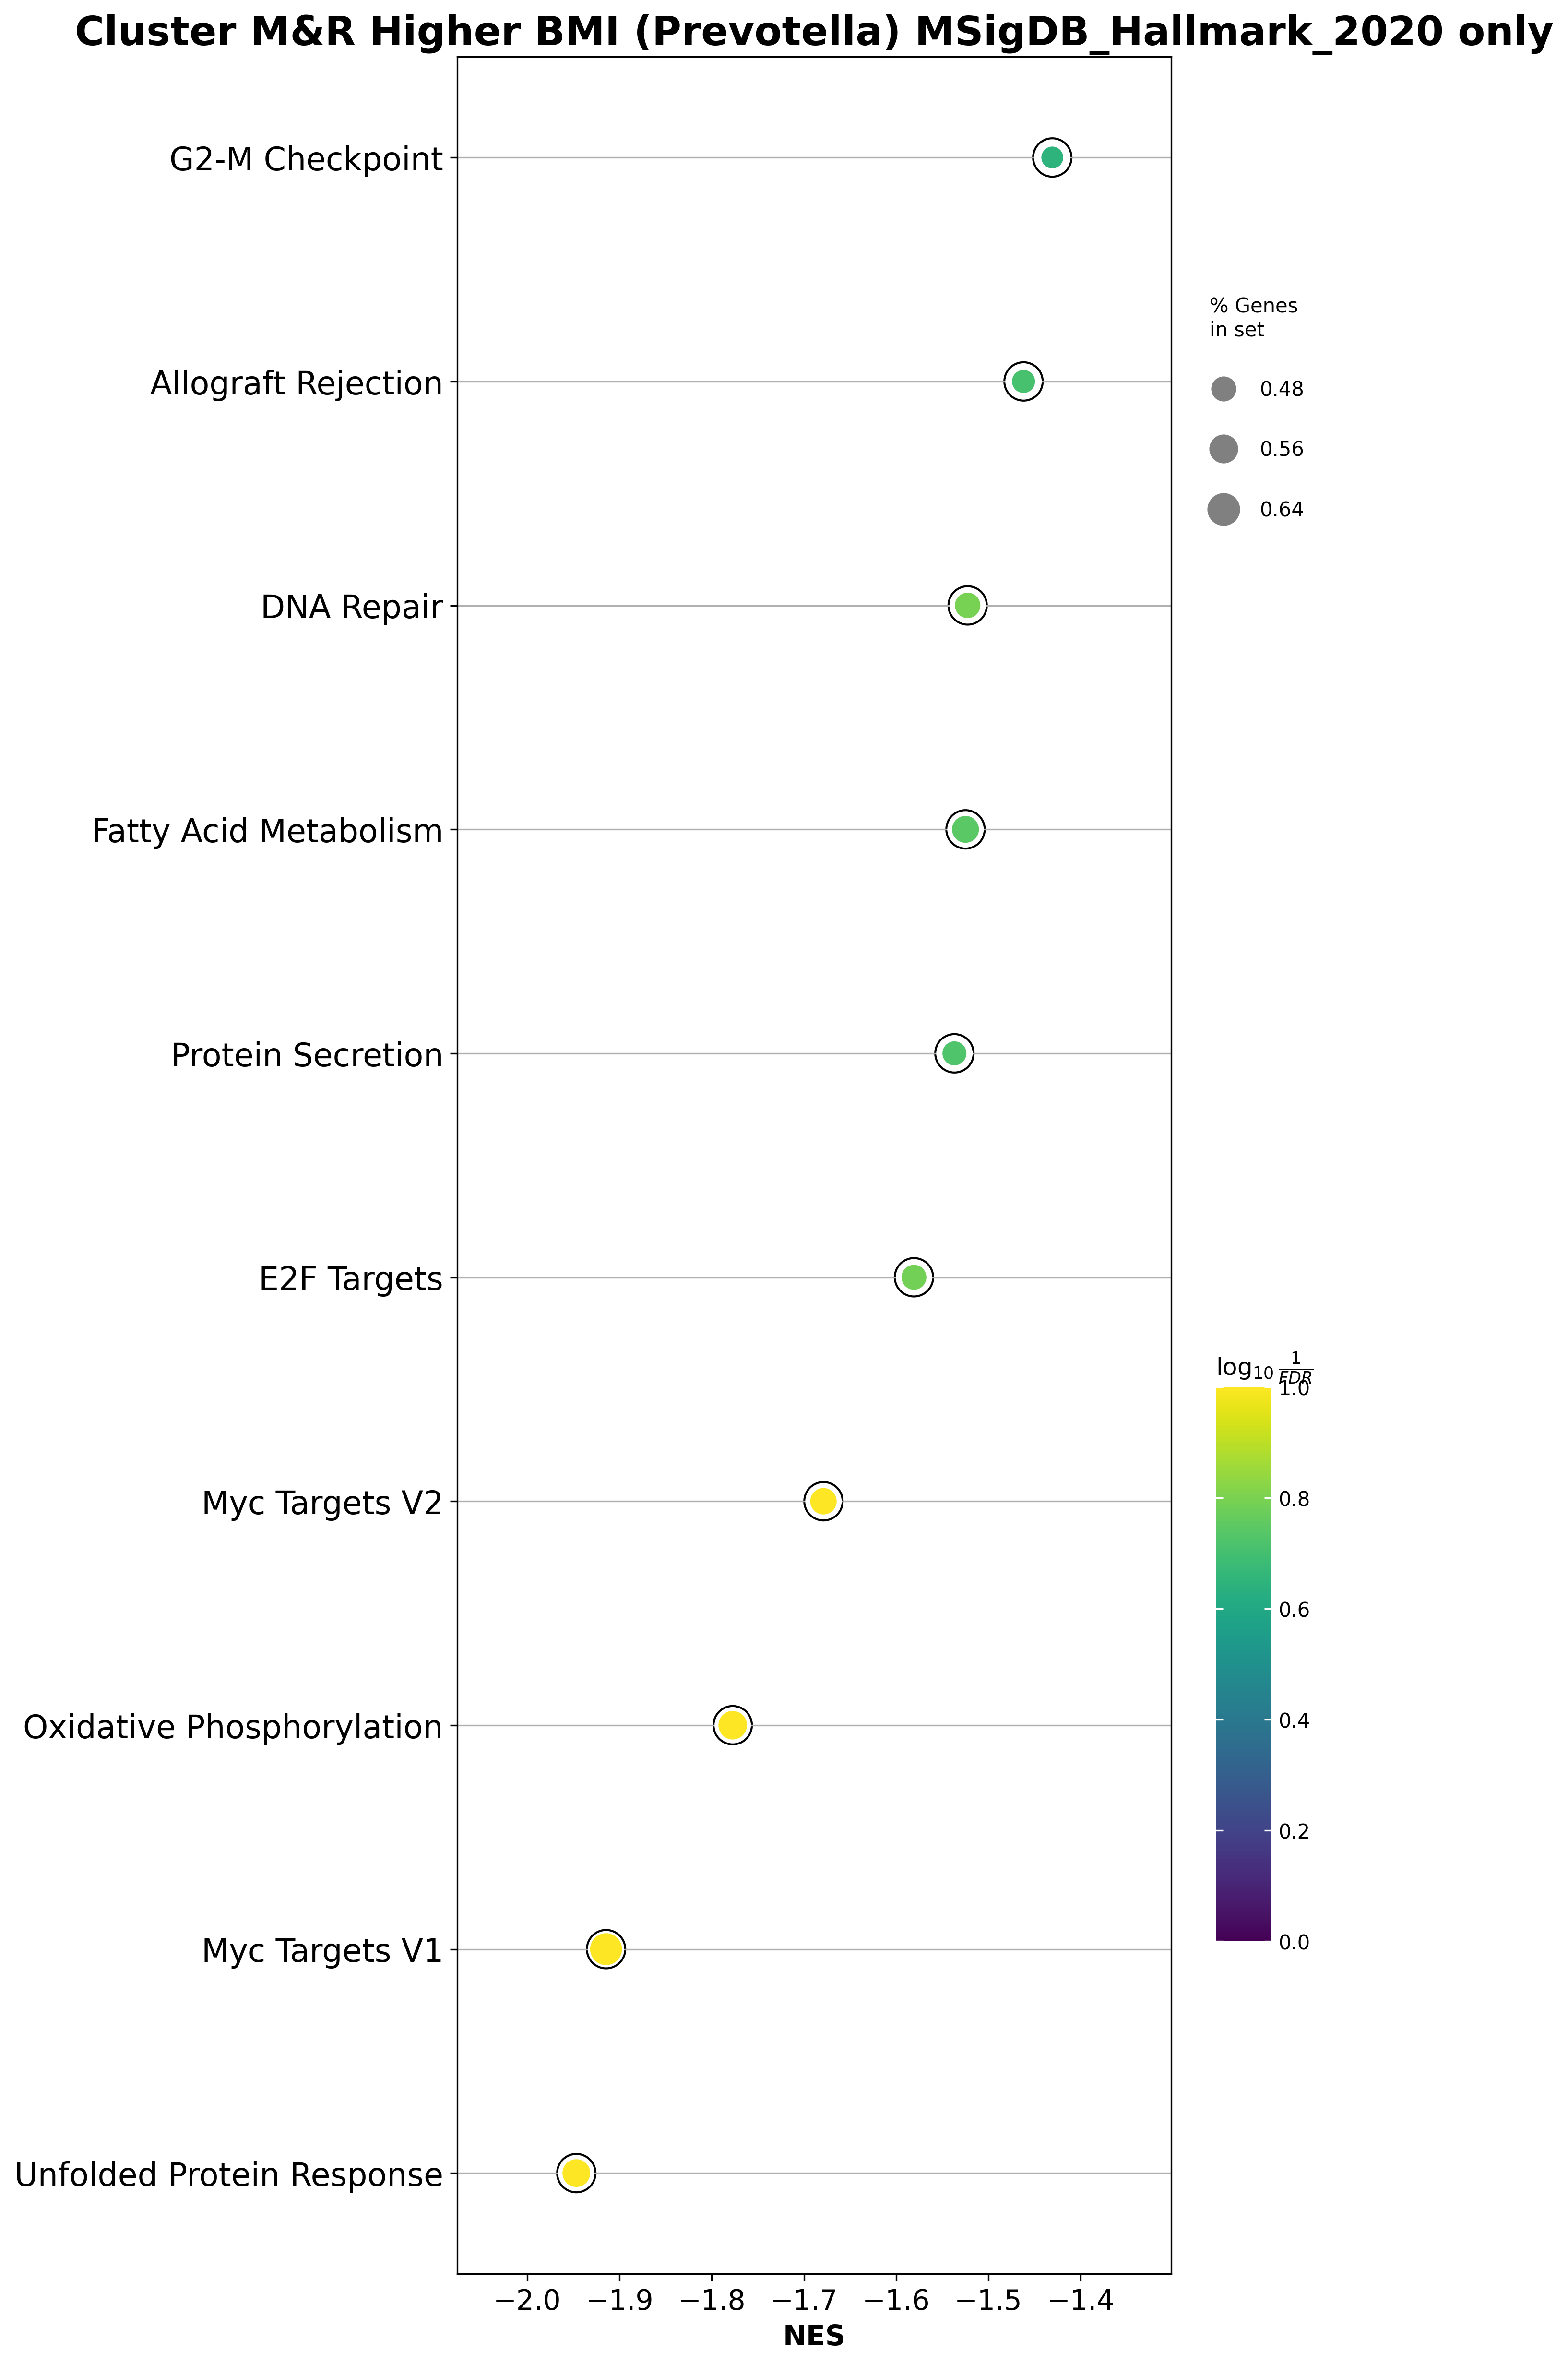 Cluster M&R Higher BMI (Prevotella) MSigDB_Hallmark_2020 only
G2-M Checkpoint
Allograft Rejection
DNA Repair
Fatty Acid Metabolism
Protein Secretion
E2F Targets
Myc Targets V2
Oxidative Phosphorylation
Myc Targets V1
Unfolded Protein Response
−2.0 −1.9 −1.8 −1.7 −1.6 −1.5 −1.4
NES
% Genes
in set
0.48
0.56
0.64
log10 1/FDR
1.0
0.8
0.6
0.4
0.2
0.0